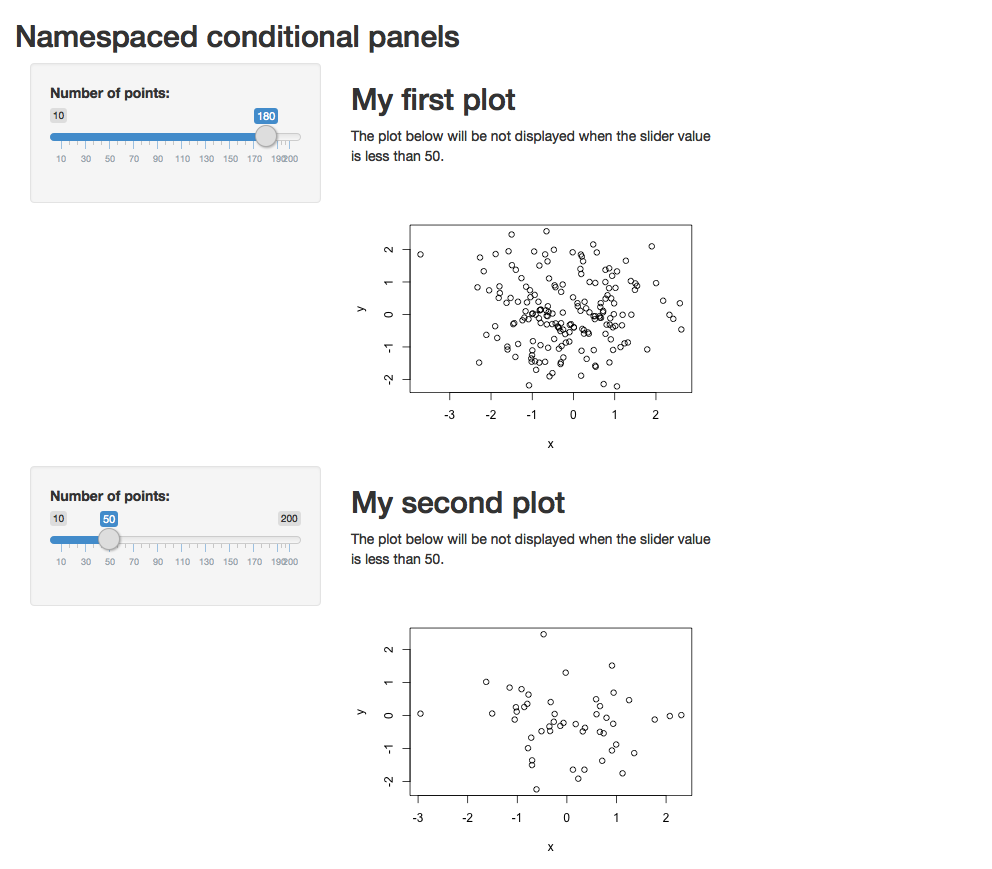 Namespaced conditional panels
Number of points:
10 180
10 30 50 70 90 110 130 150 170 190 200
My first plot
The plot below will be not displayed when the slider value
is less than 50.
2
1
0
-1
-2
y
-3 -2 -1 0 1 2
x
Number of points:
10 50 200
10 30 50 70 90 110 130 150 170 190 200
My second plot
The plot below will be not displayed when the slider value
is less than 50.
2
1
0
-1
-2
y
-3 -2 -1 0 1 2
x